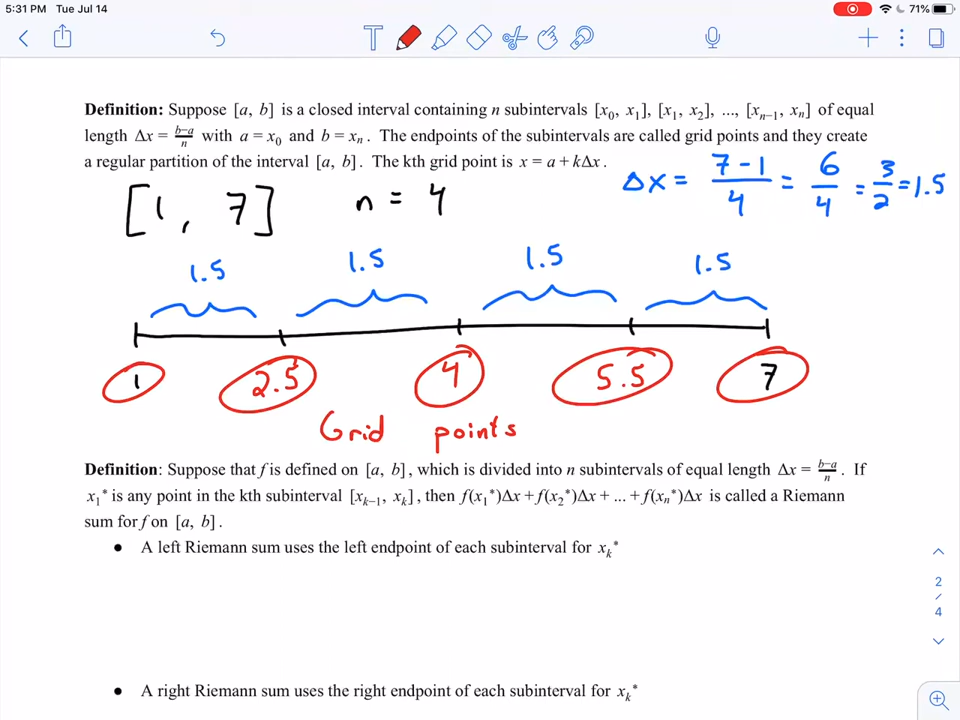 5:31 PM Tue Jul 14 71%
T
Definition: Suppose [a, b] is a closed interval containing n subintervals [x₀, x₁], [x₁, x₂], ..., [xₙ₋₁, xₙ] of equal
length Δx = (b−a)/n with a = x₀ and b = xₙ. The endpoints of the subintervals are called grid points and they create
a regular partition of the interval [a, b]. The kth grid point is x = a + kΔx.
Δx = (7 - 1)/4 = 6/4 = 3/2 = 1.5
[1, 7] n = 4
1.5 1.5 1.5 1.5
1 2.5 4 5.5 7
Grid points
Definition: Suppose that f is defined on [a, b], which is divided into n subintervals of equal length Δx = (b−a)/n. If
x₁* is any point in the kth subinterval [xₖ₋₁, xₖ], then f(x₁*)Δx + f(x₂*)Δx + ... + f(xₙ*)Δx is called a Riemann
sum for f on [a, b].
● A left Riemann sum uses the left endpoint of each subinterval for xₖ*
2
/
4
● A right Riemann sum uses the right endpoint of each subinterval for xₖ*